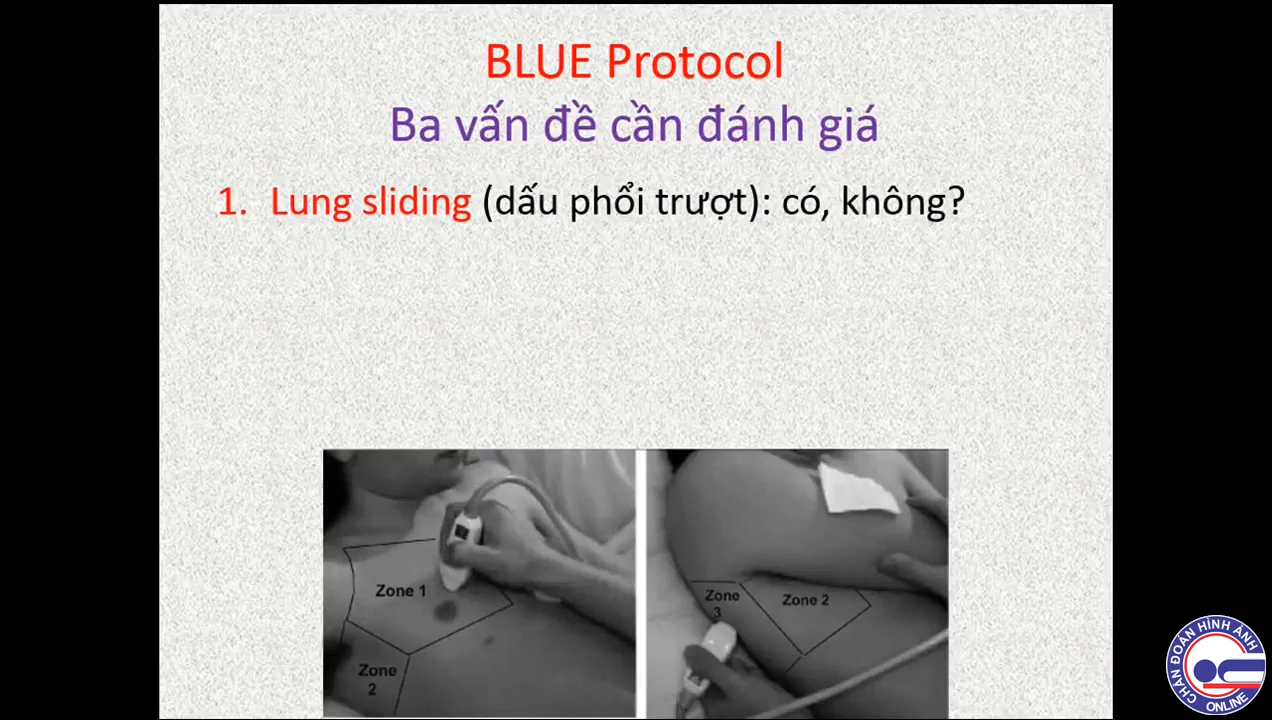 BLUE Protocol
Ba vấn đề cần đánh giá
1. Lung sliding (dấu phổi trượt): có, không?
Zone 1
Zone
2
Zone
3
Zone 2
CHẨN ĐOÁN HÌNH ẢNH
ONLINE